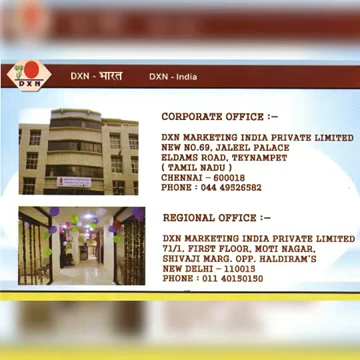 DXN
DXN - भारत DXN - India
CORPORATE OFFICE :-
DXN MARKETING INDIA PRIVATE LIMITED
NEW NO.69, JALEEL PALACE
ELDAMS ROAD, TEYNAMPET
( TAMIL NADU )
CHENNAI - 600018
PHONE : 044 49526582
REGIONAL OFFICE :-
DXN MARKETING INDIA PRIVATE LIMITED
71/1, FIRST FLOOR, MOTI NAGAR,
SHIVAJI MARG. OPP. HALDIRAM'S
NEW DELHI - 110015
PHONE : 011 40150150